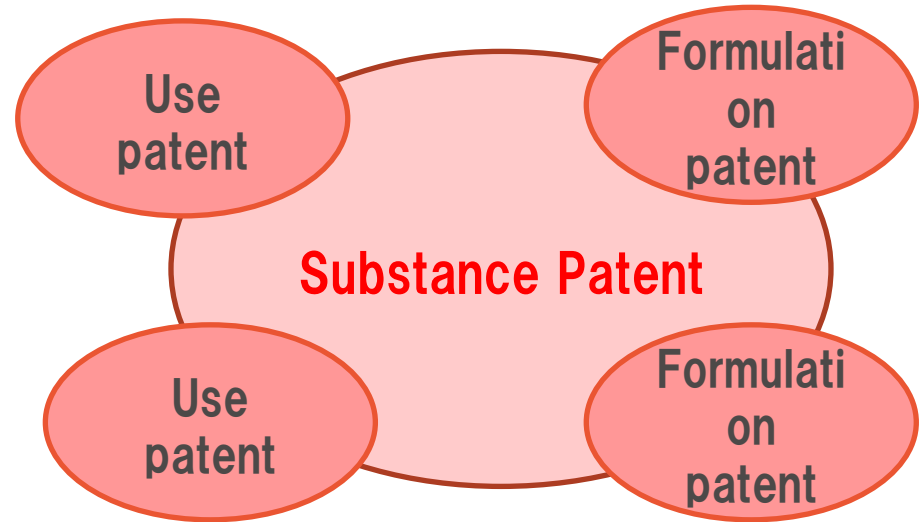 Use
patent
Formulati
on
patent
Substance Patent
Use
patent
Formulati
on
patent